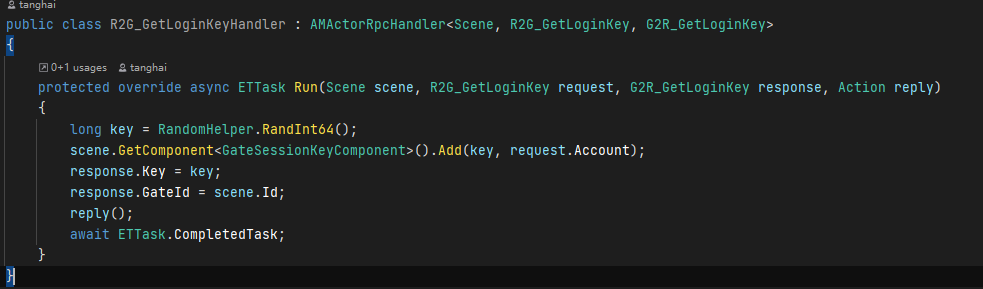 tanghai
public class R2G_GetLoginKeyHandler : AMActorRpcHandler<Scene, R2G_GetLoginKey, G2R_GetLoginKey>
{
0+1 usages tanghai
protected override async ETTask Run(Scene scene, R2G_GetLoginKey request, G2R_GetLoginKey response, Action reply)
{
long key = RandomHelper.RandInt64();
scene.GetComponent<GateSessionKeyComponent>().Add(key, request.Account);
response.Key = key;
response.GateId = scene.Id;
reply();
await ETTask.CompletedTask;
}
}